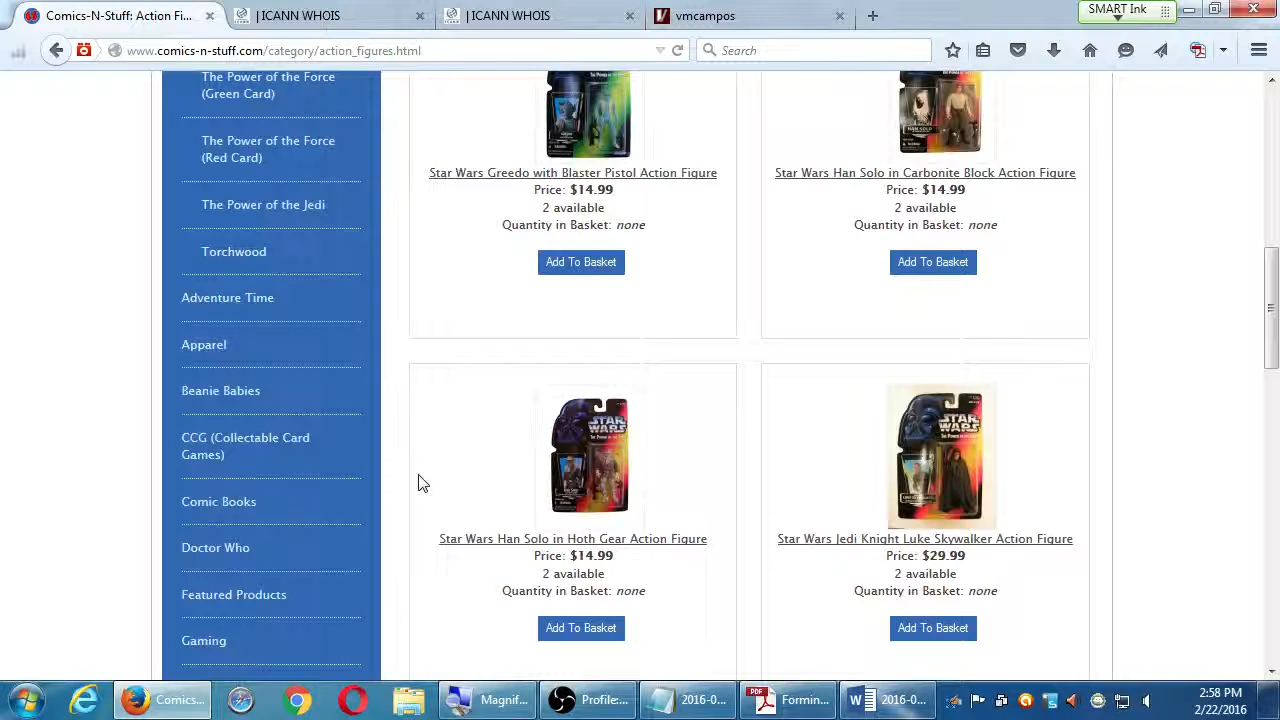 Comics-N-Stuff: Action Fi...
ICANN WHOIS
ICANN WHOIS
vmcampos
SMART Ink
www.comics-n-stuff.com/category/action_figures.html
Search
The Power of the Force
(Green Card)
The Power of the Force
(Red Card)
The Power of the Jedi
Torchwood
Adventure Time
Apparel
Beanie Babies
CCG (Collectable Card
Games)
Comic Books
Doctor Who
Featured Products
Gaming
HAN SOLO
Star Wars Greedo with Blaster Pistol Action Figure
Price: $14.99
2 available
Quantity in Basket: none
Add To Basket
Star Wars Han Solo in Carbonite Block Action Figure
Price: $14.99
2 available
Quantity in Basket: none
Add To Basket
STAR
WARS
Star Wars Han Solo in Hoth Gear Action Figure
Price: $14.99
2 available
Quantity in Basket: none
Add To Basket
STAR
WARS
Star Wars Jedi Knight Luke Skywalker Action Figure
Price: $29.99
2 available
Quantity in Basket: none
Add To Basket
Comics...
Magnif...
Profile:...
2016-0...
PDF
Formin...
2016-0...
2:58 PM
2/22/2016